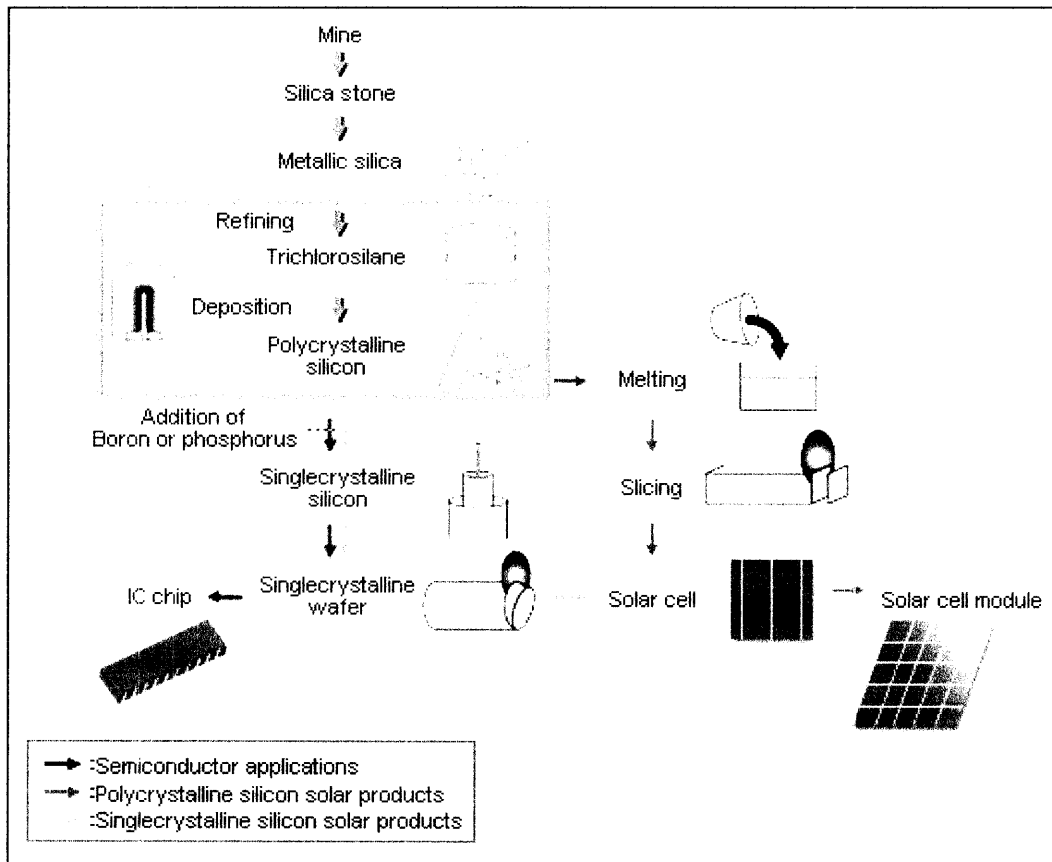 Mine
Silica stone
Metallic silica
Refining
Trichlorosilane
Deposition
Polycrystalline
silicon
Melting
Addition of
Boron or phosphorus
Singlecrystalline
silicon
Slicing
IC chip
Singlecrystalline
wafer
Solar cell
Solar cell module
:Semiconductor applications
:Polycrystalline silicon solar products
:Singlecrystalline silicon solar products